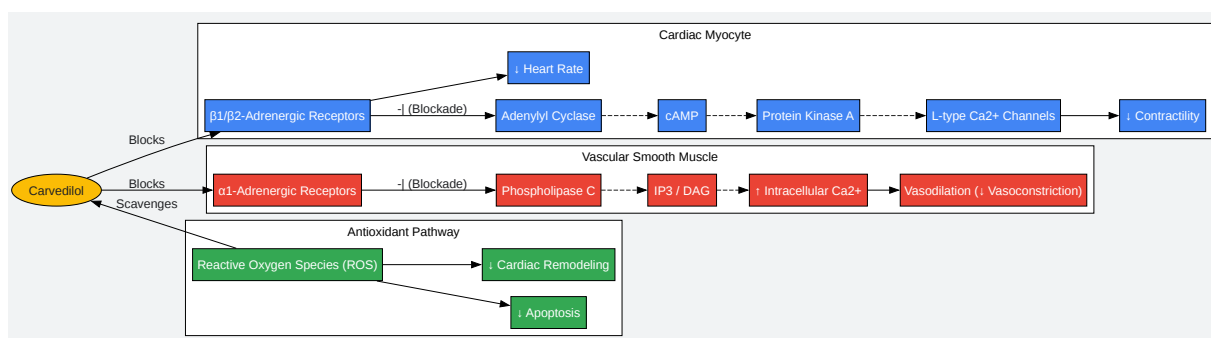 Cardiac Myocyte
↓ Heart Rate
β1/β2-Adrenergic Receptors
-| (Blockade)
Adenylyl Cyclase
cAMP
Protein Kinase A
L-type Ca2+ Channels
↓ Contractility
Blocks
Vascular Smooth Muscle
Carvedilol
Blocks
α1-Adrenergic Receptors
-| (Blockade)
Phospholipase C
IP3 / DAG
↑ Intracellular Ca2+
Vasodilation (↓ Vasoconstriction)
Scavenges
Antioxidant Pathway
Reactive Oxygen Species (ROS)
↓ Cardiac Remodeling
↓ Apoptosis